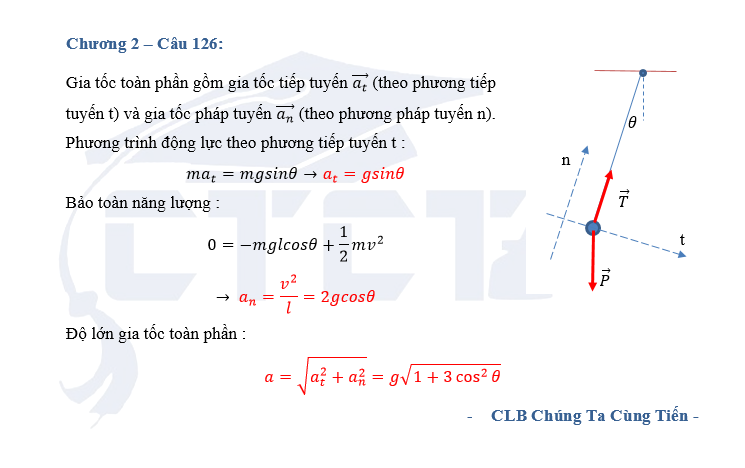 Chương 2 – Câu 126:
Gia tốc toàn phần gồm gia tốc tiếp tuyến $\overrightarrow{a_t}$ (theo phương tiếp
tuyến t) và gia tốc pháp tuyến $\overrightarrow{a_n}$ (theo phương pháp tuyến n).
Phương trình động lực theo phương tiếp tuyến t :
$ma_t = mgsin\theta \rightarrow a_t = gsin\theta$
Bảo toàn năng lượng :
$0 = -mglcos\theta + \frac{1}{2}mv^2$
$\rightarrow a_n = \frac{v^2}{l} = 2gcos\theta$
Độ lớn gia tốc toàn phần :
$a = \sqrt{a_t^2 + a_n^2} = g\sqrt{1 + 3\cos^2\theta}$
- CLB Chúng Ta Cùng Tiến -
θ
n
$\vec{T}$
t
$\vec{P}$
CTCT